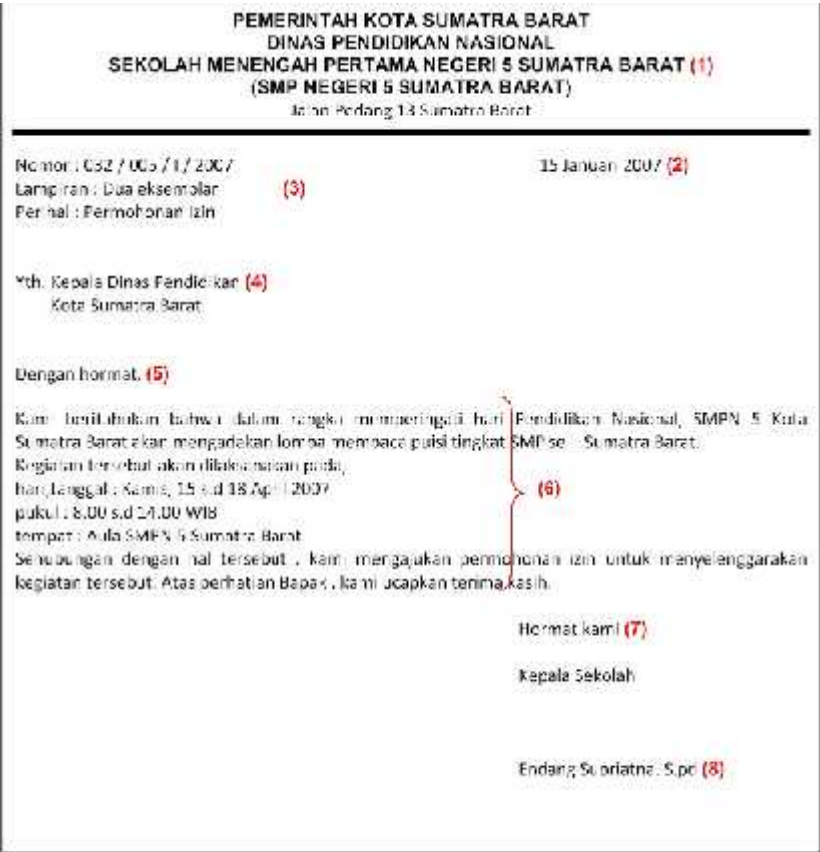 PEMERINTAH KOTA SUMATRA BARAT
DINAS PENDIDIKAN NASIONAL
SEKOLAH MENENGAH PERTAMA NEGERI 5 SUMATRA BARAT (1)
(SMP NEGERI 5 SUMATRA BARAT)
Jalan Pedang 13 Sumatra Barat
Nomor : 032 / 005 / I / 2007 15 Januari 2007 (2)
Lampiran : Dua eksemplar (3)
Perihal : Permohonan Izin
Yth. Kepala Dinas Pendidikan (4)
Kota Sumatra Barat
Dengan hormat, (5)
Kami beritahukan bahwa dalam rangka memperingati hari Pendidikan Nasional, SMPN 5 Kota
Sumatra Barat akan mengadakan lomba membaca puisi tingkat SMP se - Sumatra Barat.
Kegiatan tersebut akan dilaksanakan pada,
hari,tanggal : Kamis, 15 s.d 18 April 2007
pukul : 8.00 s.d 14.00 WIB (6)
tempat : Aula SMPN 5 Sumatra Barat
Sehubungan dengan hal tersebut , kami mengajukan permohonan izin untuk menyelenggarakan
kegiatan tersebut. Atas perhatian Bapak , kami ucapkan terima kasih.
Hormat kami (7)
Kepala Sekolah
Endang Supriatna, S.pd (8)